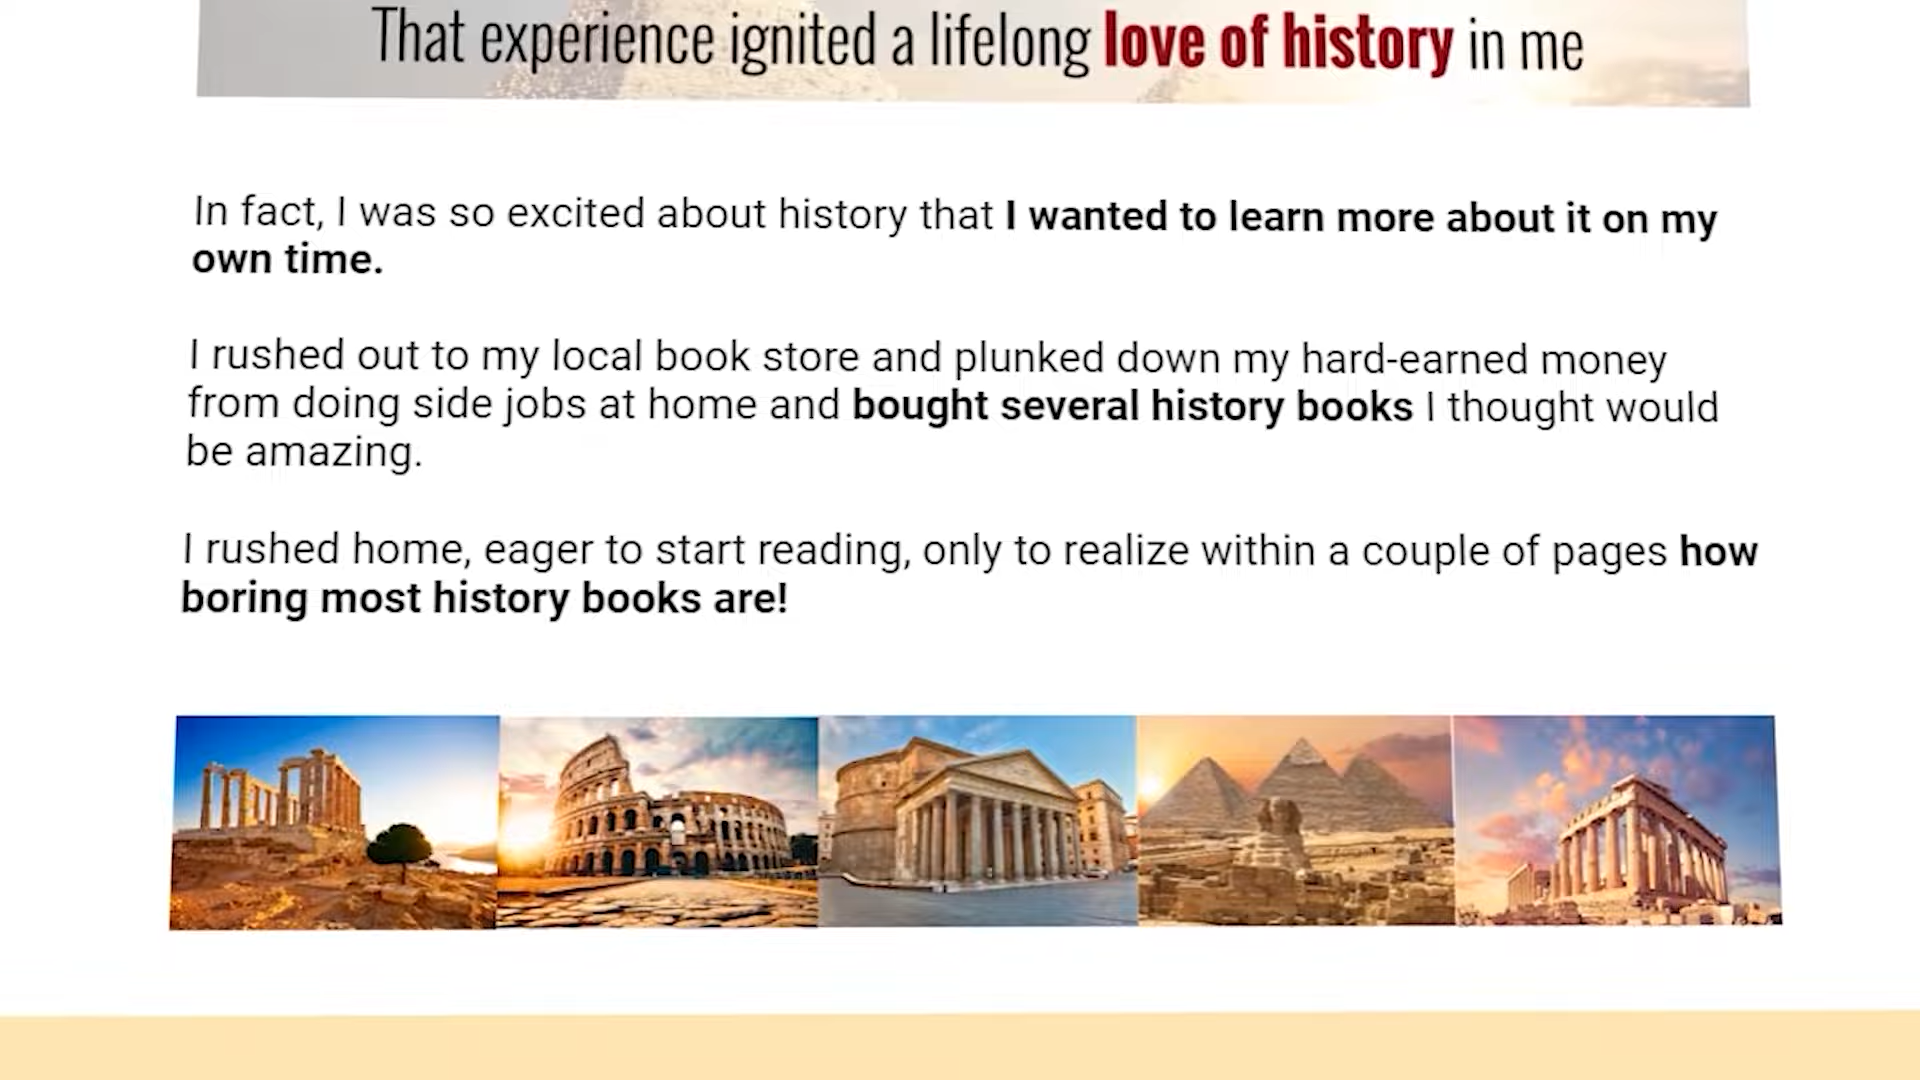 That experience ignited a lifelong love of history in me
In fact, I was so excited about history that I wanted to learn more about it on my
own time.
I rushed out to my local book store and plunked down my hard-earned money
from doing side jobs at home and bought several history books I thought would
be amazing.
I rushed home, eager to start reading, only to realize within a couple of pages how
boring most history books are!